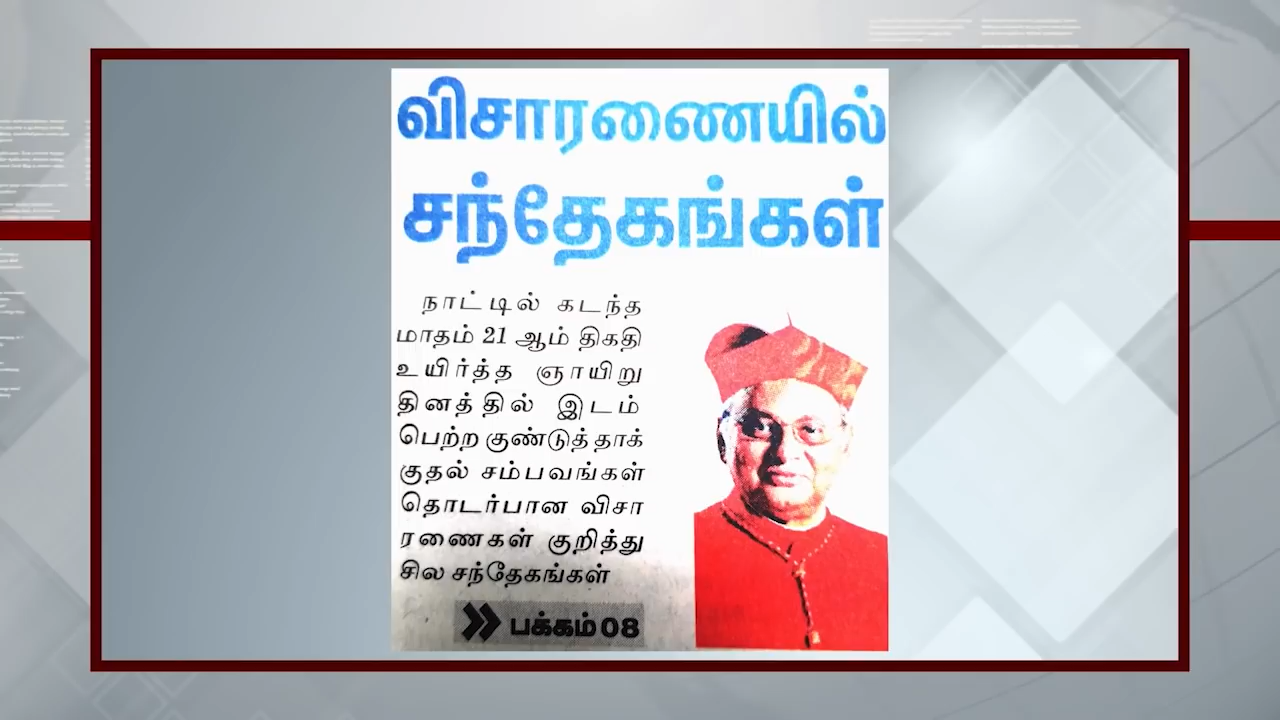 விசாரணையில்
சந்தேகங்கள்
நாட்டில் கடந்த
மாதம் 21 ஆம் திகதி
உயிர்த்த ஞாயிறு
தினத்தில் இடம்
பெற்ற குண்டுத்தாக்
குதல் சம்பவங்கள்
தொடர்பான விசா
ரணைகள் குறித்து
சில சந்தேகங்கள்
பக்கம் 08